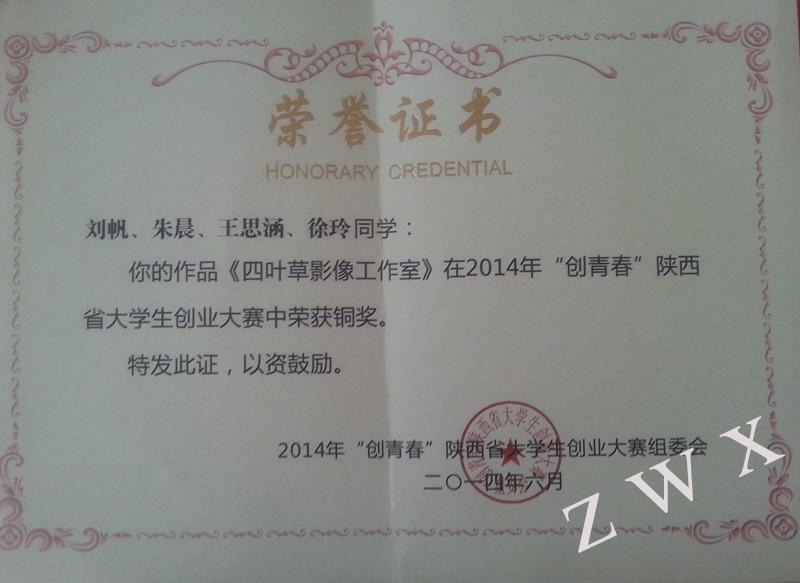 荣誉证书
HONORARY CREDENTIAL
刘帆、朱晨、王思涵、徐玲同学：
你的作品《四叶草影像工作室》在2014年“创青春”陕西
省大学生创业大赛中荣获铜奖。
特发此证，以资鼓励。
2014年“创青春”陕西省大学生创业大赛组委会
二〇一四年六月
ZWX